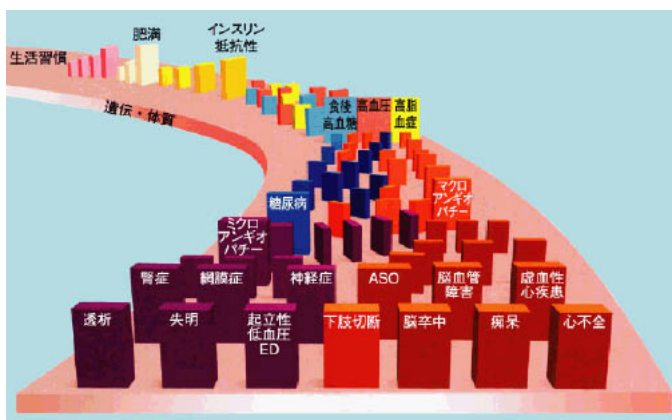 生活習慣
肥満
インスリン
抵抗性
遺伝・体質
食後
高血糖
高血圧
高脂
血症
糖尿病
マクロ
アンギオ
パチー
ミクロ
アンギオ
パチー
腎症
網膜症
神経症
ASO
脳血管
障害
虚血性
心疾患
透析
失明
起立性
低血圧
ED
下肢切断
脳卒中
痴呆
心不全